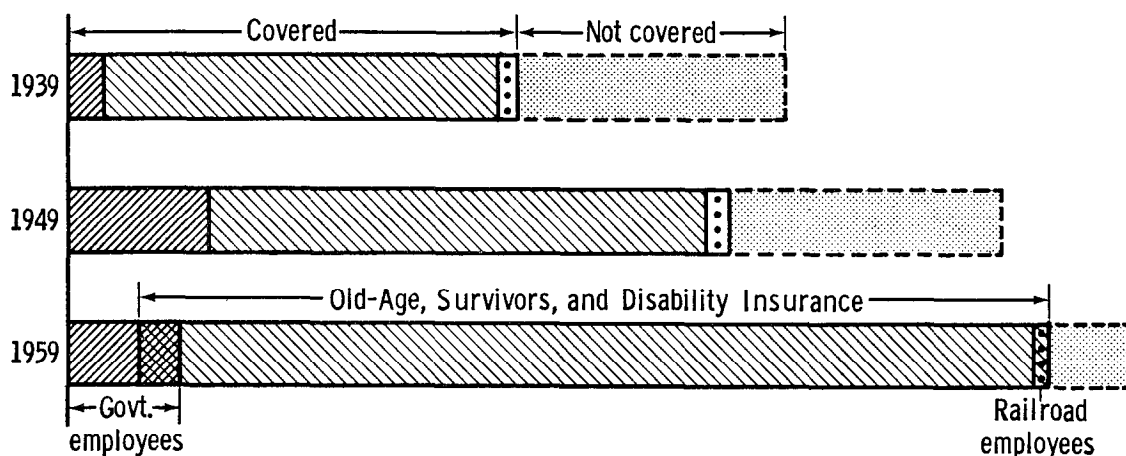 Covered Not covered
1939
1949
Old-Age, Survivors, and Disability Insurance
1959
Govt. employees
Railroad employees